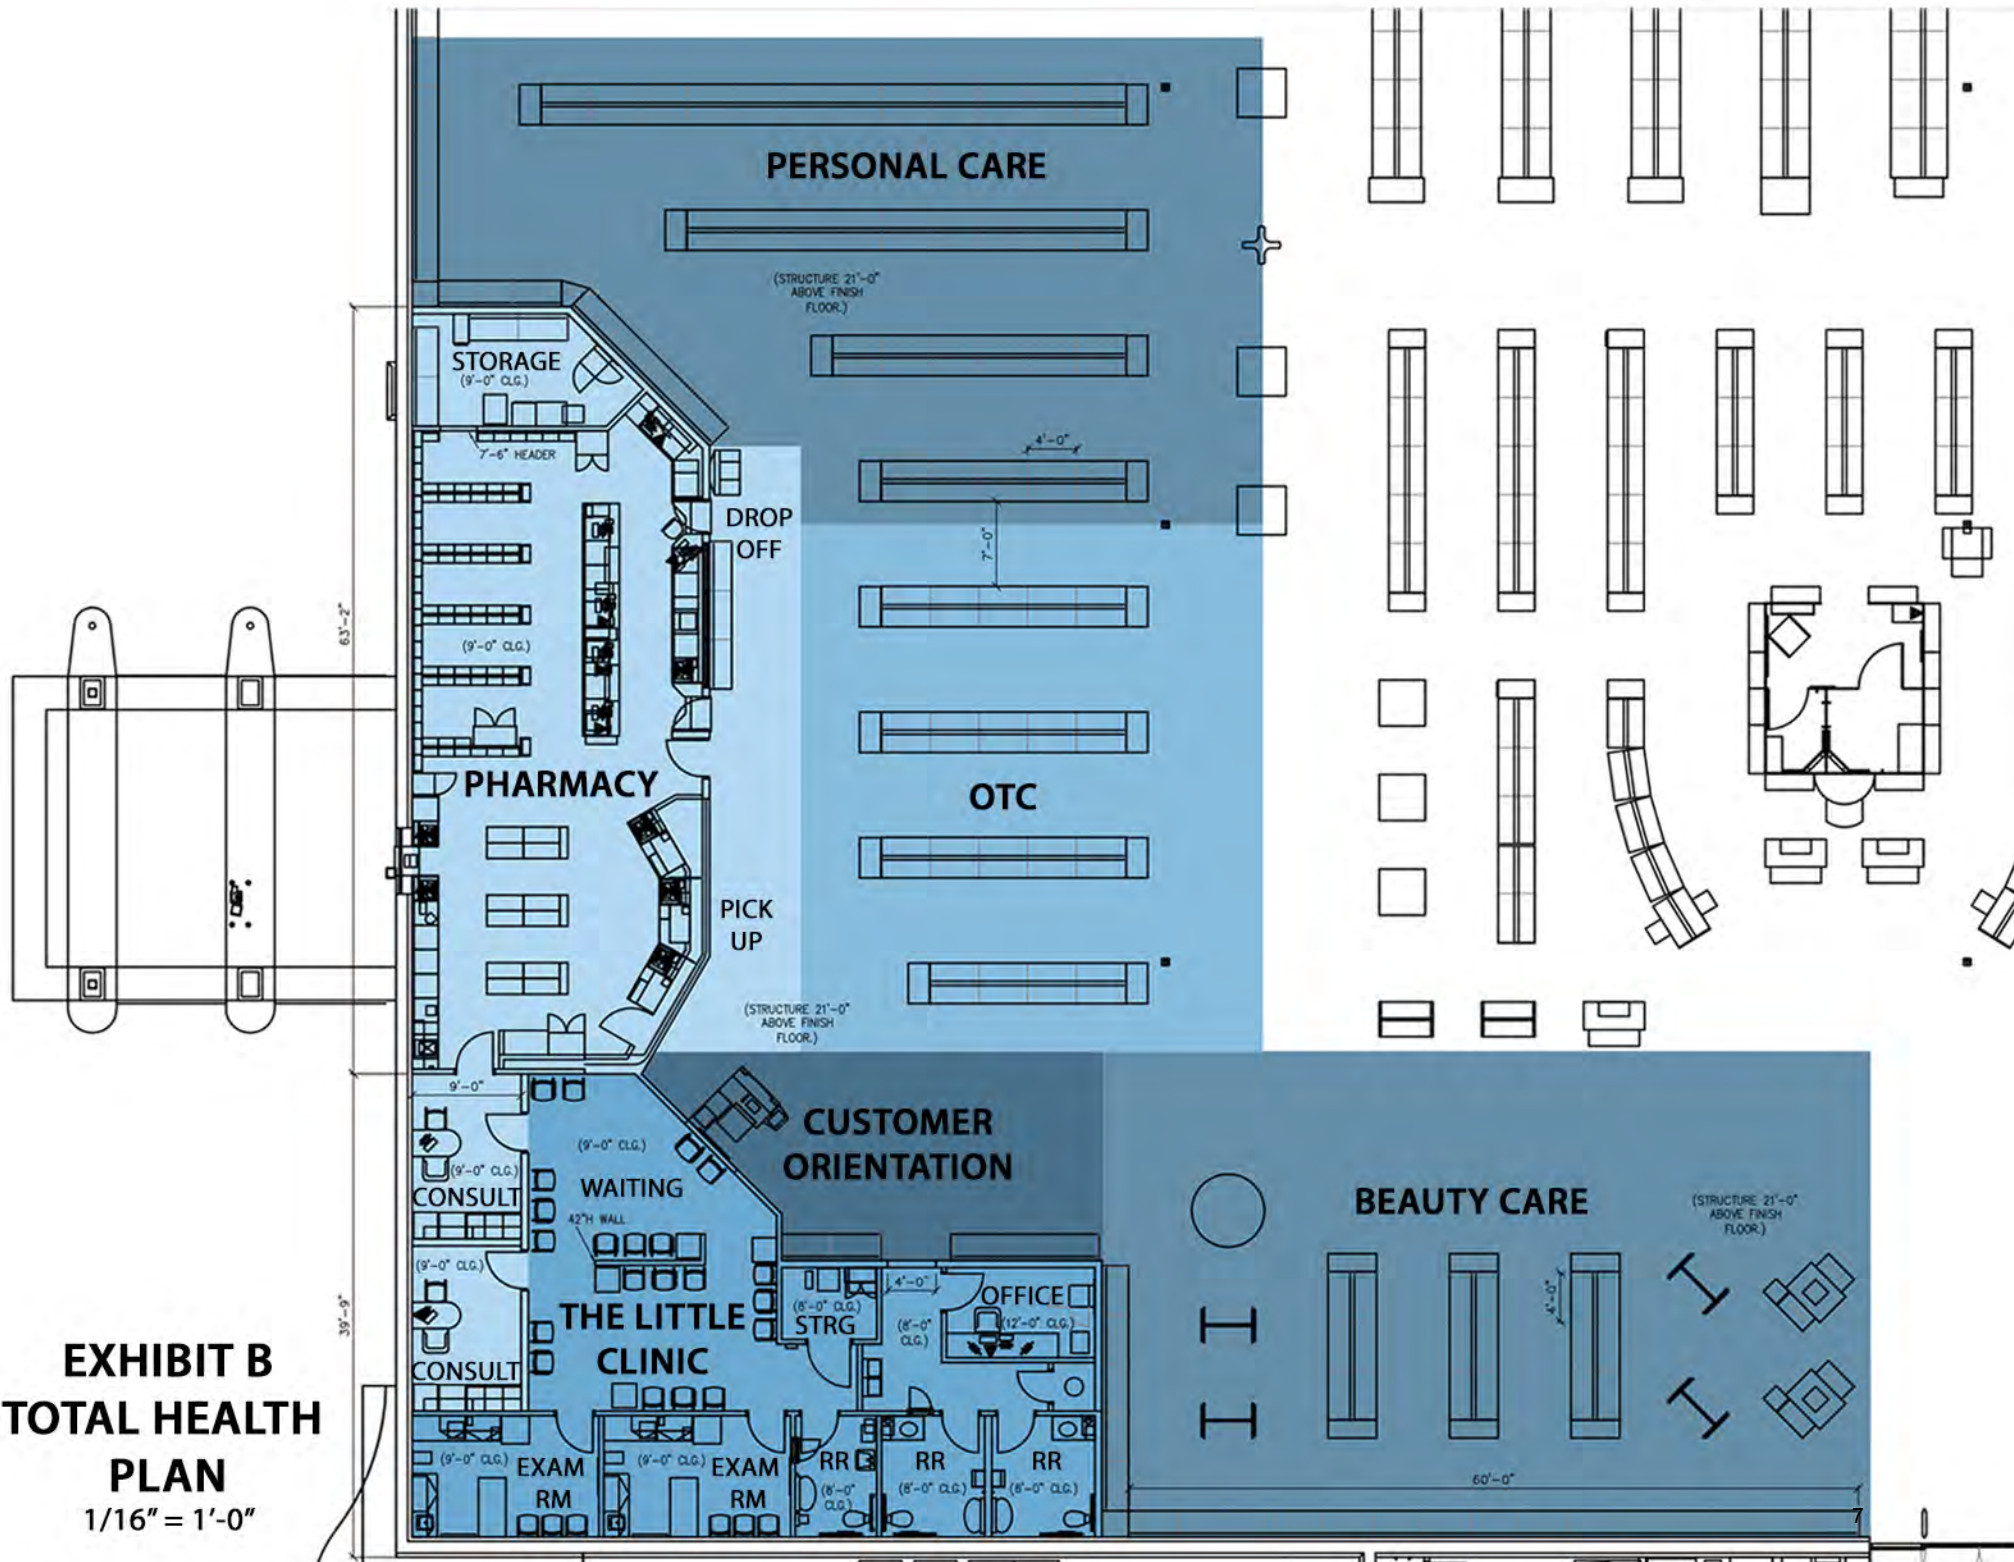 PERSONAL CARE
(STRUCTURE 21'-0"
ABOVE FINISH
FLOOR.)
STORAGE
(9'-0" CLG.)
7'-6" HEADER
4'-0"
DROP
OFF
7'-0"
63'-2"
(9'-0" CLG.)
PHARMACY
OTC
PICK
UP
(STRUCTURE 21'-0"
ABOVE FINISH
FLOOR.)
9'-0"
(9'-0" CLG.)
(9'-0" CLG.)
CONSULT
WAITING
42"H WALL
CUSTOMER
ORIENTATION
BEAUTY CARE
(STRUCTURE 21'-0"
ABOVE FINISH
FLOOR.)
(9'-0" CLG.)
4'-0"
OFFICE
(12'-0" CLG.)
(8'-0" CLG.)
STRG
(8'-0"
CLG.)
4'-0"
39'-9"
THE LITTLE
CLINIC
CONSULT
EXHIBIT B
TOTAL HEALTH
PLAN
1/16" = 1'-0"
(9'-0" CLG.)
EXAM
RM
(9'-0" CLG.)
EXAM
RM
RR
(8'-0"
CLG.)
RR
(8'-0" CLG.)
RR
(8'-0" CLG.)
60'-0"
7